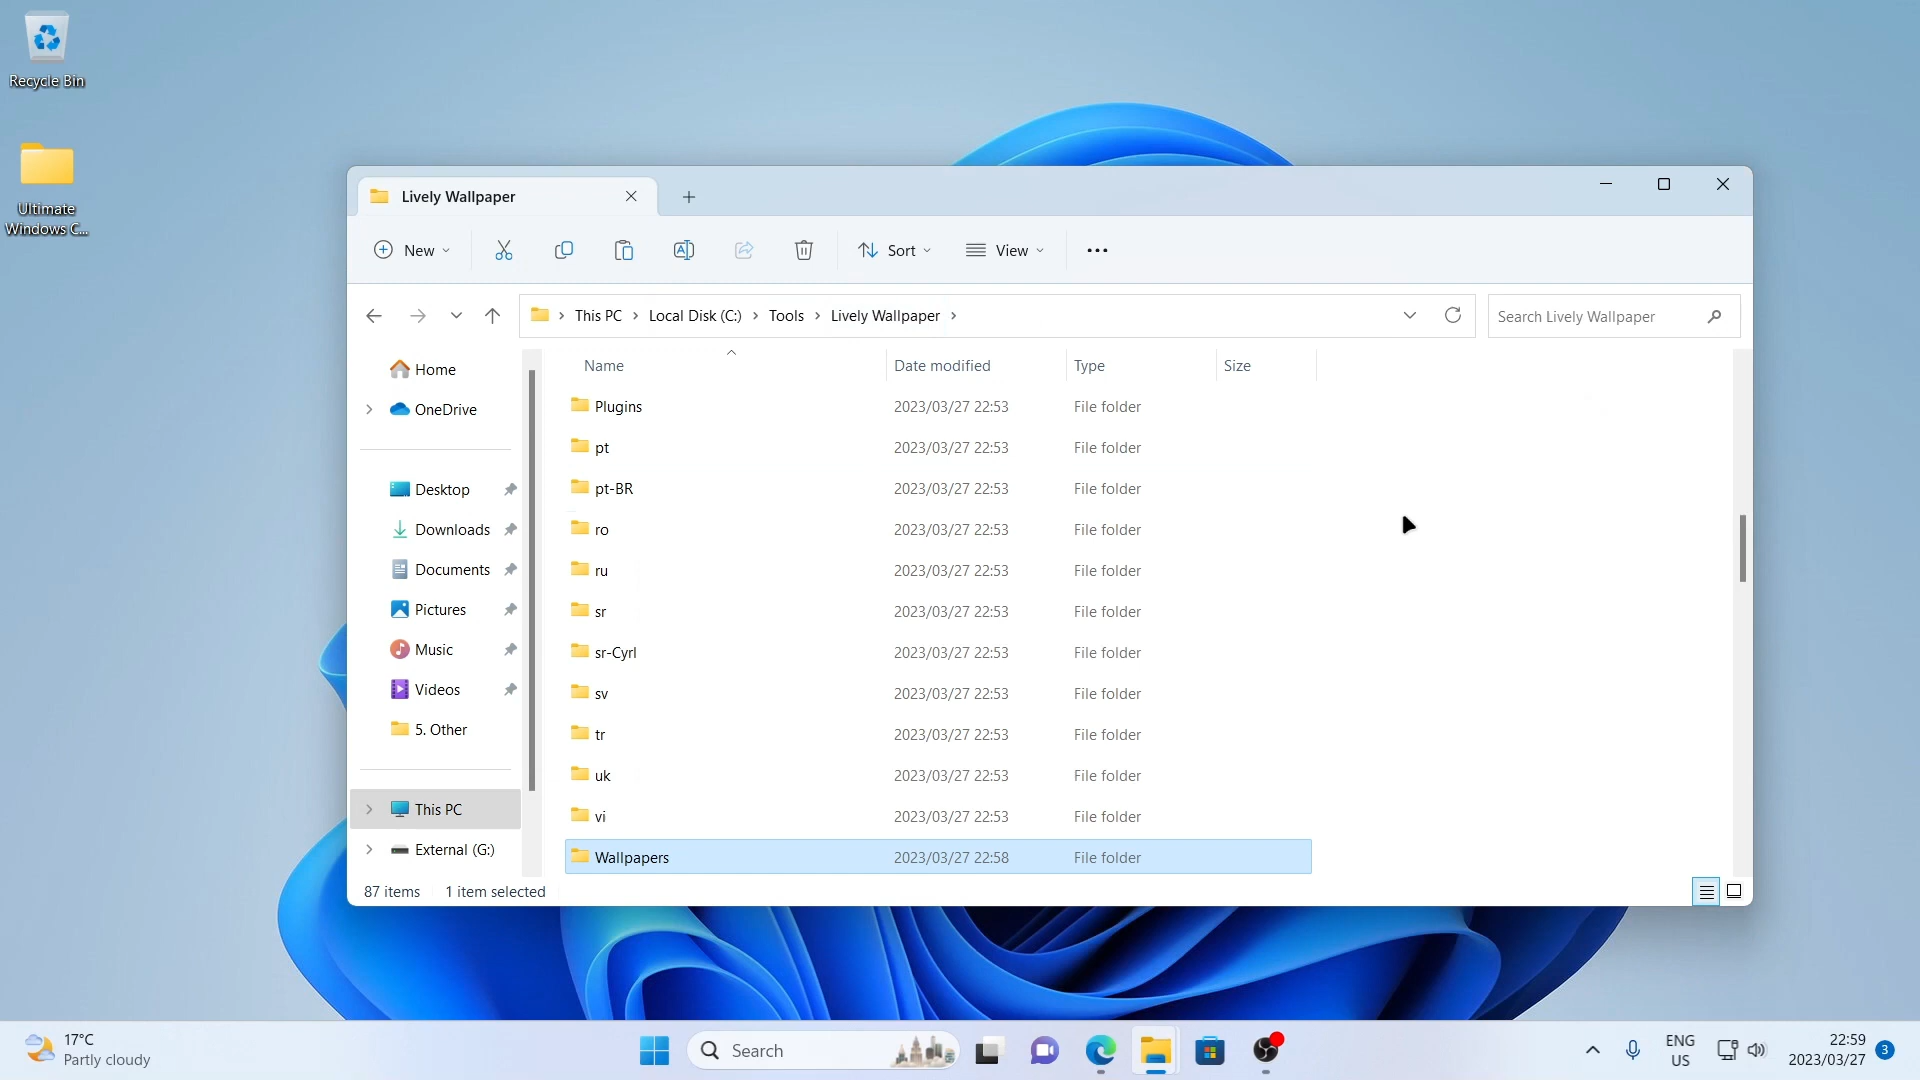 Recycle Bin
Ultimate
Windows C...
Lively Wallpaper
New
Sort
View
This PC
Local Disk (C:)
Tools
Lively Wallpaper
Search Lively Wallpaper
Home
OneDrive
Desktop
Downloads
Documents
Pictures
Music
Videos
5. Other
This PC
External (G:)
Name Date modified Type Size
Plugins 2023/03/27 22:53 File folder
pt 2023/03/27 22:53 File folder
pt-BR 2023/03/27 22:53 File folder
ro 2023/03/27 22:53 File folder
ru 2023/03/27 22:53 File folder
sr 2023/03/27 22:53 File folder
sr-Cyrl 2023/03/27 22:53 File folder
sv 2023/03/27 22:53 File folder
tr 2023/03/27 22:53 File folder
uk 2023/03/27 22:53 File folder
vi 2023/03/27 22:53 File folder
Wallpapers 2023/03/27 22:58 File folder
87 items 1 item selected
17°C
Partly cloudy
Search
ENG
US
22:59
2023/03/27
3